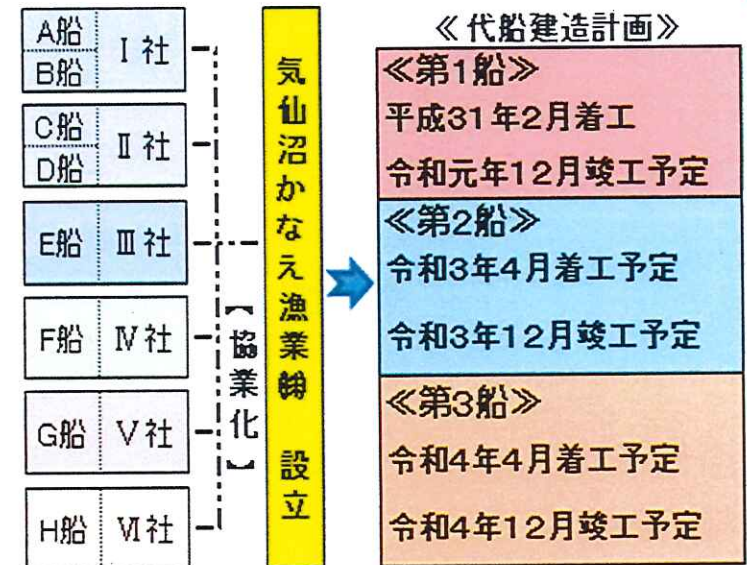 A船
B船
Ⅰ社
C船
D船
Ⅱ社
E船
Ⅲ社
F船
Ⅳ社
G船
Ⅴ社
H船
Ⅵ社
【協業化】
気仙沼かなえ漁業㈱ 設立
≪代船建造計画≫
≪第1船≫
平成31年2月着工
令和元年12月竣工予定
≪第2船≫
令和3年4月着工予定
令和3年12月竣工予定
≪第3船≫
令和4年4月着工予定
令和4年12月竣工予定